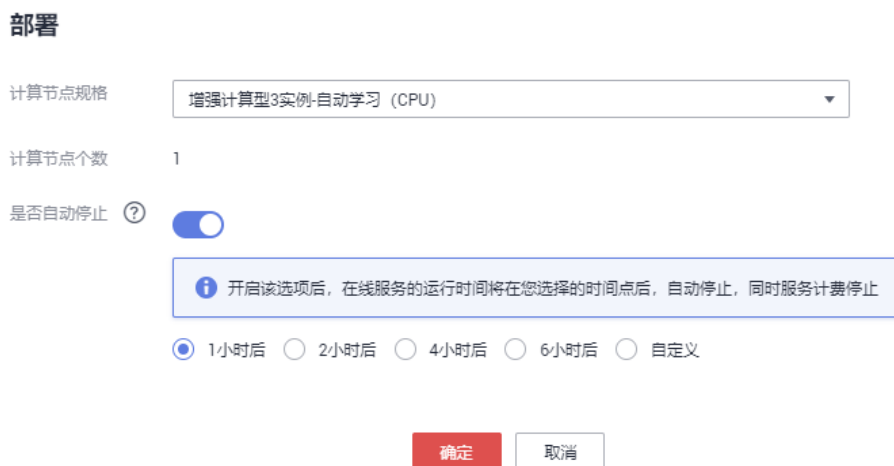 部署
计算节点规格 增强计算型3实例-自动学习（CPU）
计算节点个数 1
是否自动停止 ?
开启该选项后，在线服务的运行时间将在您选择的时间点后，自动停止，同时服务计费停止
1小时后 2小时后 4小时后 6小时后 自定义
确定 取消